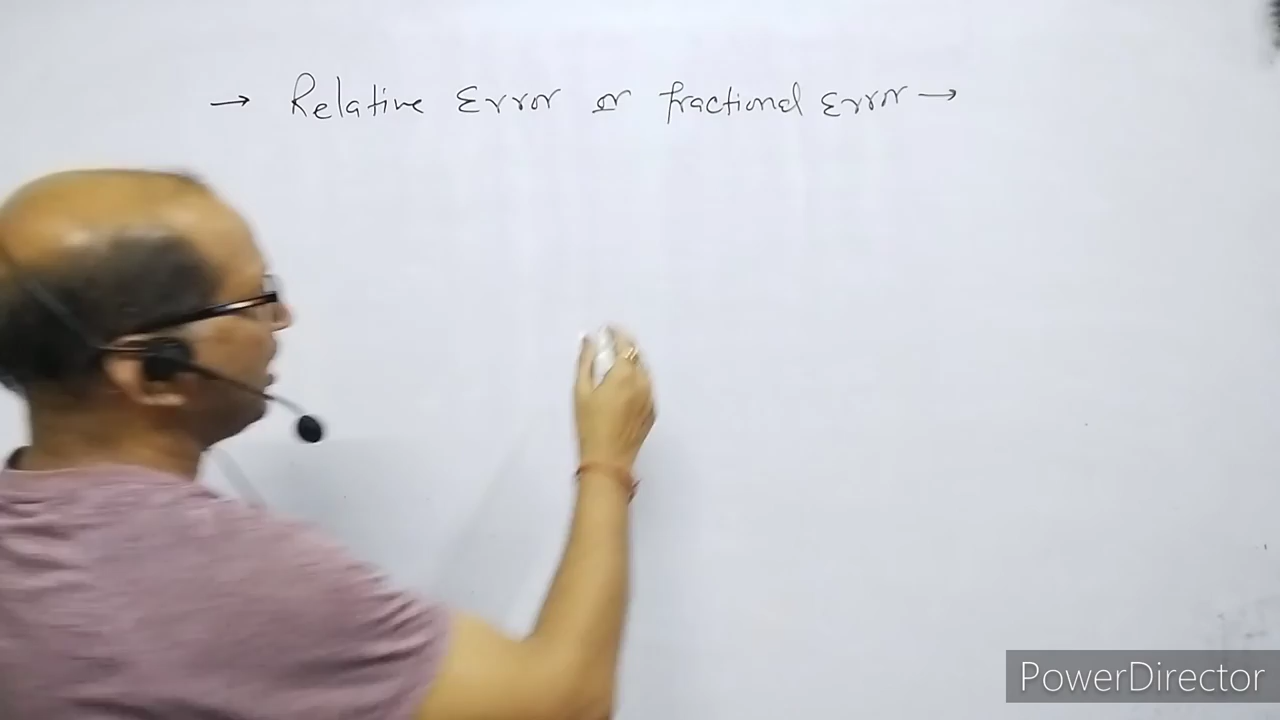 → Relative Error or fractional Error →
PowerDirector